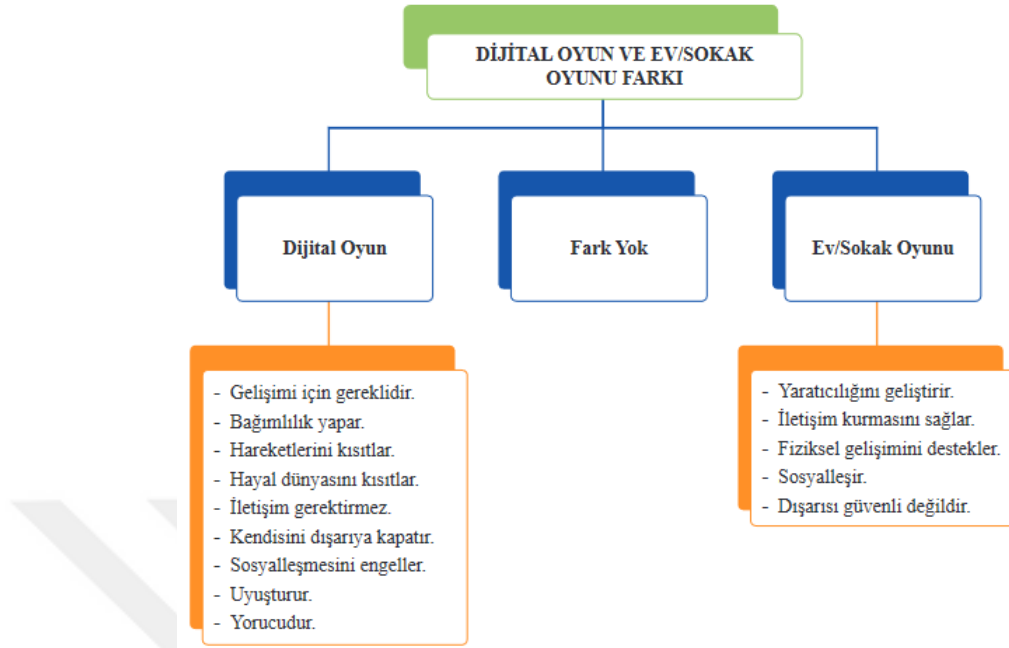 DİJİTAL OYUN VE EV/SOKAK
OYUNU FARKI
Dijital Oyun
Fark Yok
Ev/Sokak Oyunu
- Gelişimi için gereklidir.
- Bağımlılık yapar.
- Hareketlerini kısıtlar.
- Hayal dünyasını kısıtlar.
- İletişim gerektirmez.
- Kendisini dışarıya kapatır.
- Sosyalleşmesini engeller.
- Uyuşturur.
- Yorucudur.
- Yaratıcılığını geliştirir.
- İletişim kurmasını sağlar.
- Fiziksel gelişimini destekler.
- Sosyalleşir.
- Dışarısı güvenli değildir.